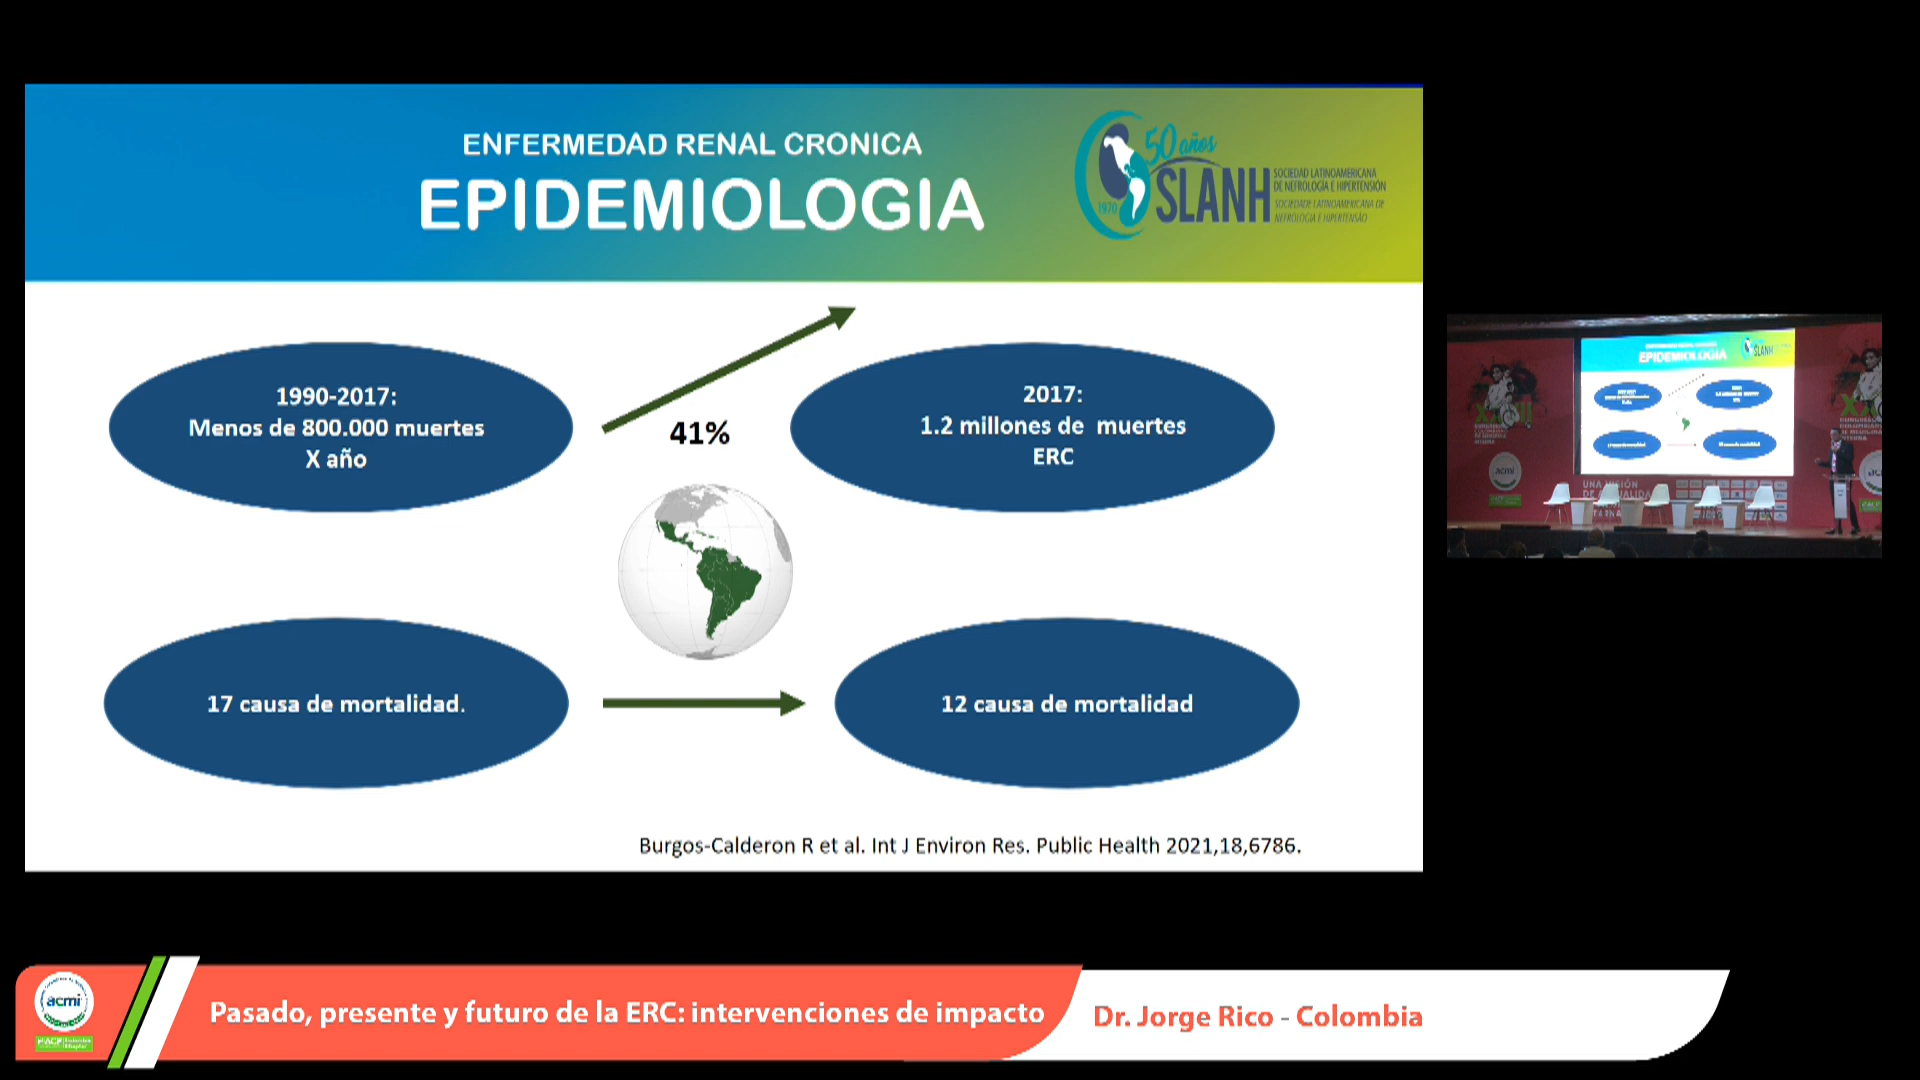 ENFERMEDAD RENAL CRONICA
EPIDEMIOLOGIA
50 años
1970
SLANH
SOCIEDAD LATINOAMERICANA
DE NEFROLOGÍA E HIPERTENSIÓN
SOCIEDADE LATINOAMERICANA DE
NEFROLOGIA E HIPERTENSÃO
1990-2017:
Menos de 800.000 muertes
X año
41%
2017:
1.2 millones de muertes
ERC
17 causa de mortalidad.
12 causa de mortalidad
Burgos-Calderon R et al. Int J Environ Res. Public Health 2021,18,6786.
EPIDEMIOLOGIA
SLANH
acmi
acmi
Pasado, presente y futuro de la ERC: intervenciones de impacto
Dr. Jorge Rico - Colombia